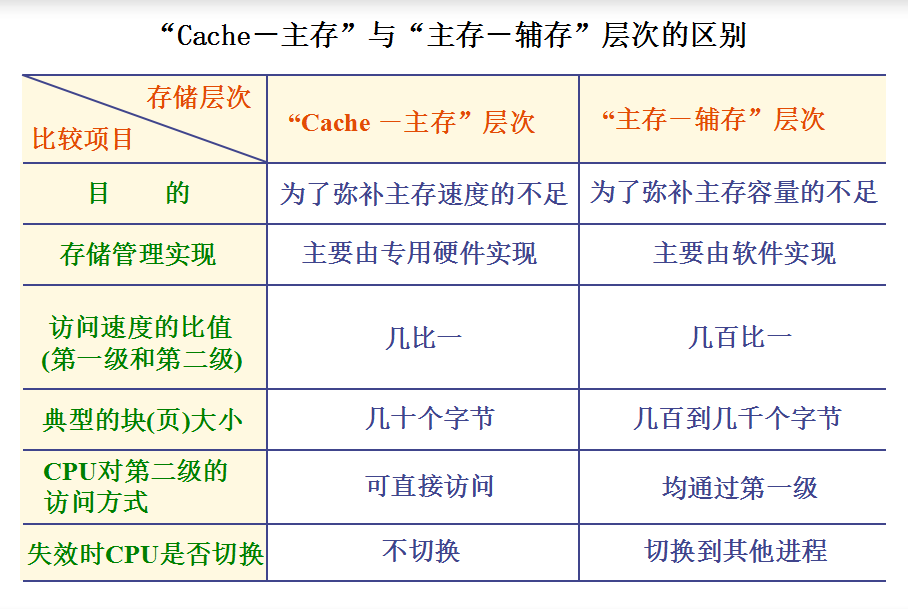 “Cache－主存”与“主存－辅存”层次的区别
存储层次
比较项目
“Cache －主存”层次
“主存－辅存”层次
目 的
为了弥补主存速度的不足
为了弥补主存容量的不足
存储管理实现
主要由专用硬件实现
主要由软件实现
访问速度的比值
(第一级和第二级)
几比一
几百比一
典型的块(页)大小
几十个字节
几百到几千个字节
CPU对第二级的
访问方式
可直接访问
均通过第一级
失效时CPU是否切换
不切换
切换到其他进程